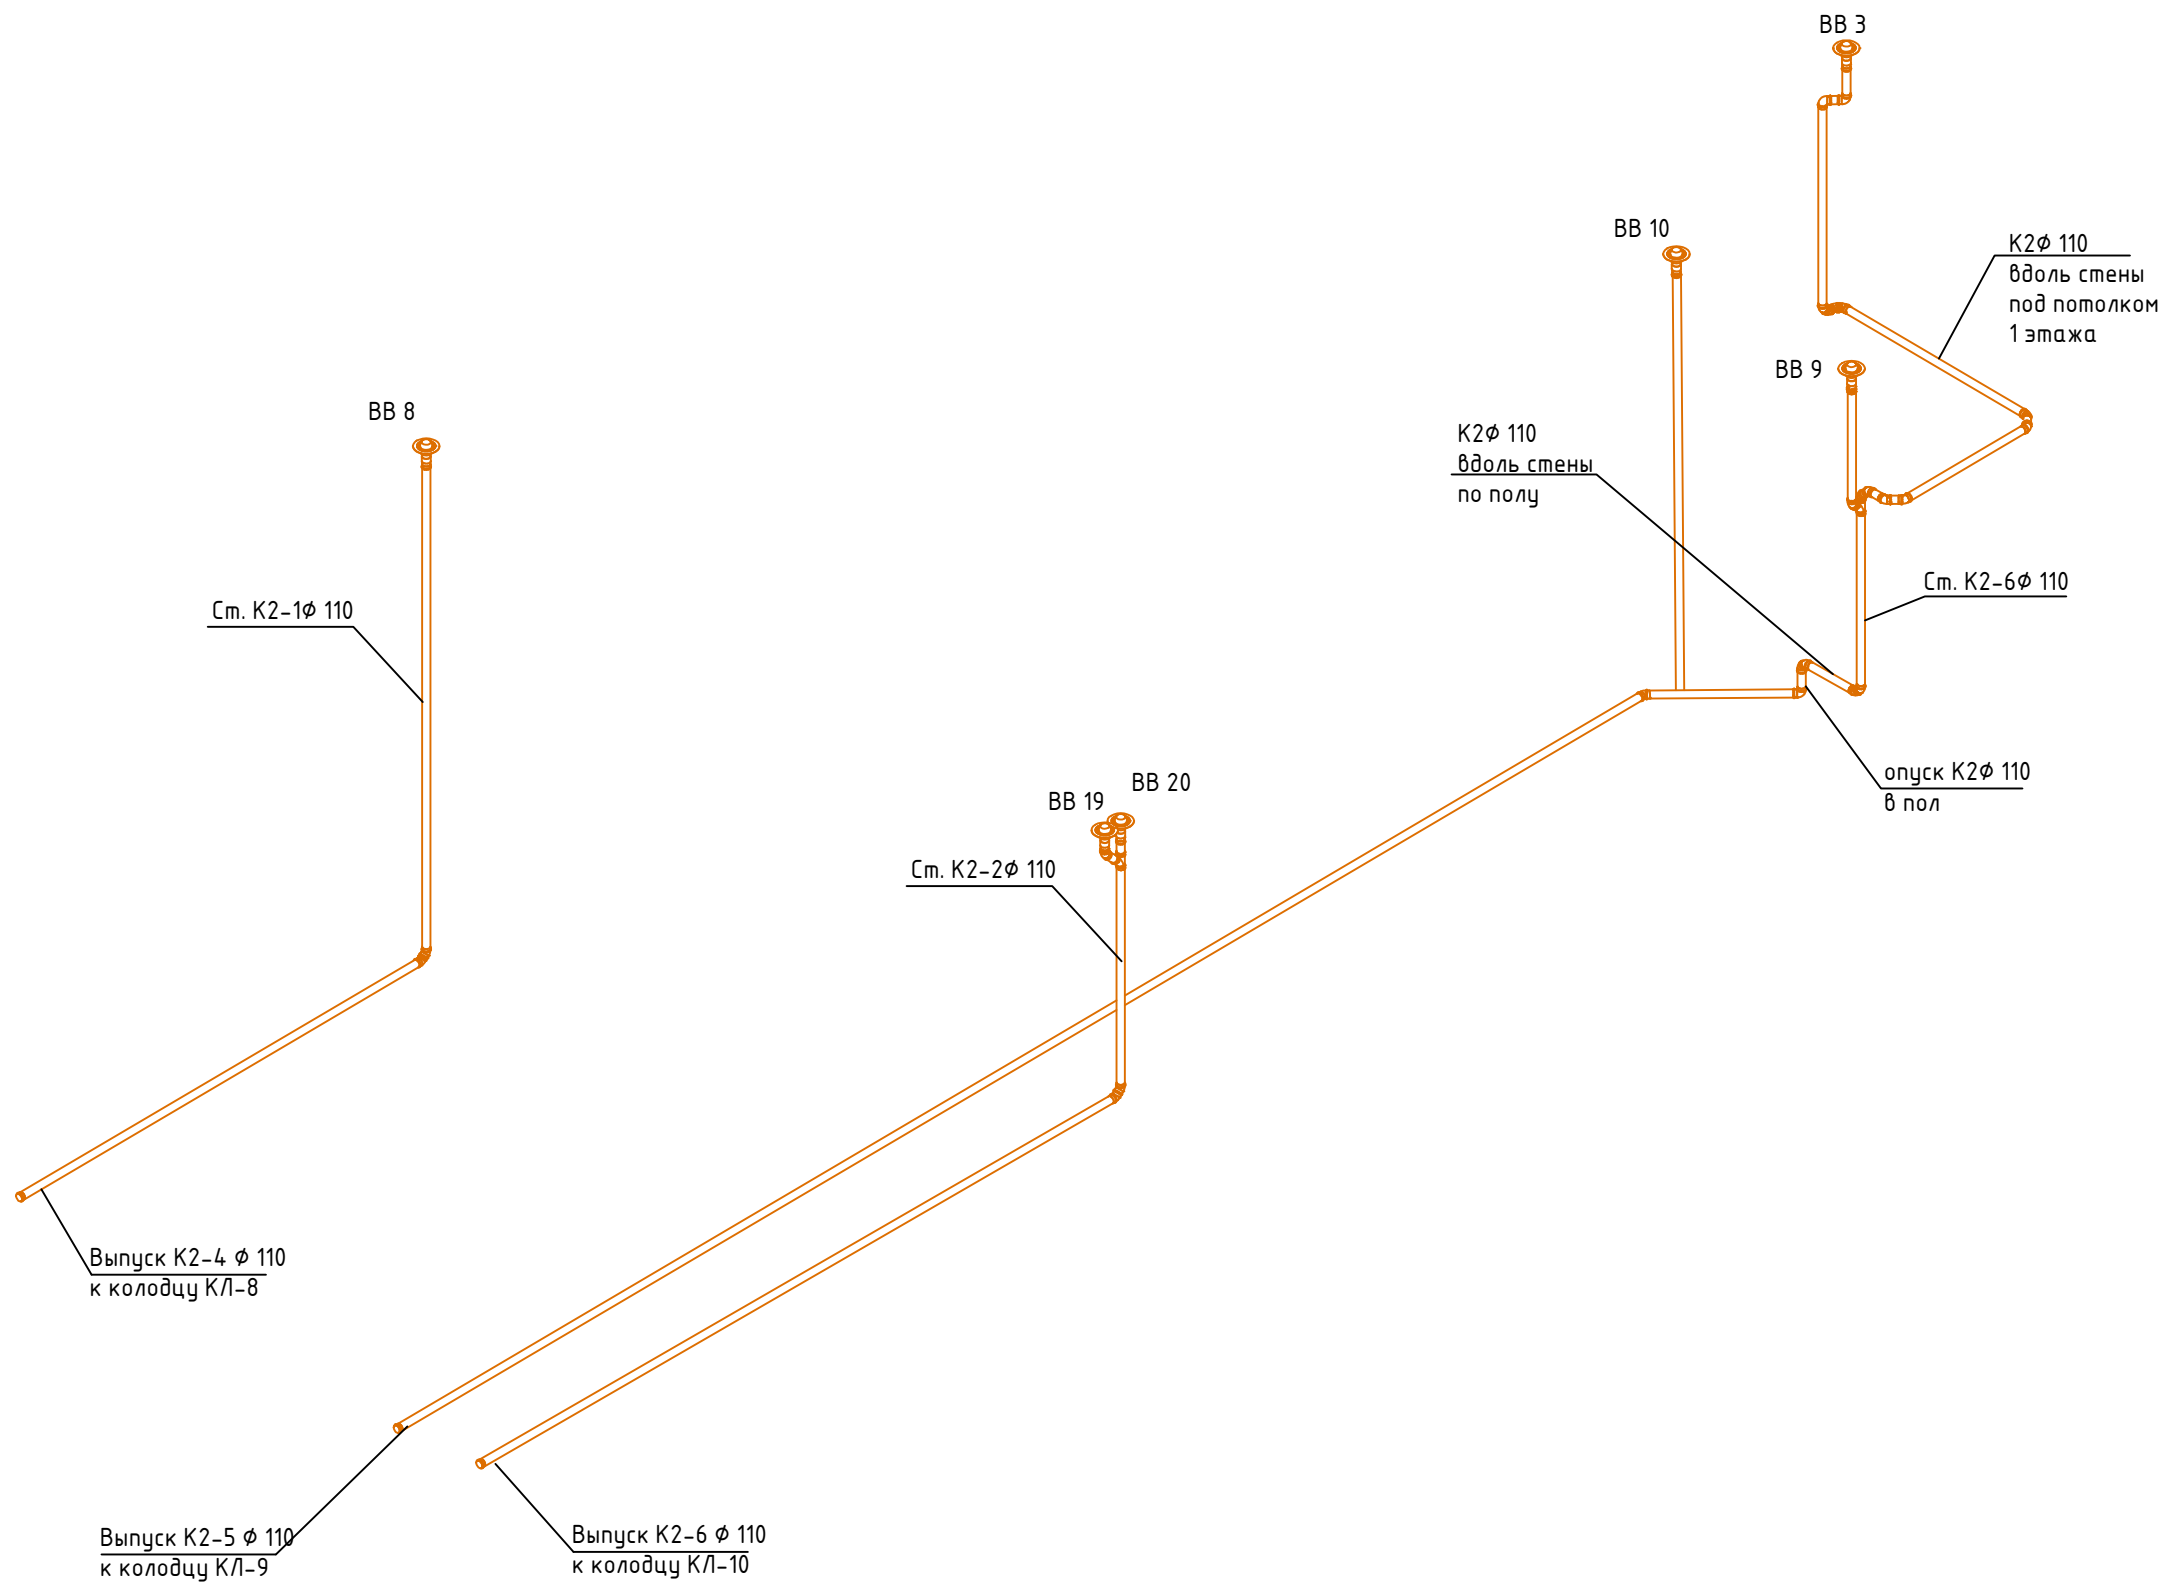 ВВ 3
ВВ 10
К2Ø 110
вдоль стены
под потолком
1 этажа
ВВ 9
ВВ 8
К2Ø 110
вдоль стены
по полу
Ст. К2-6Ø 110
Ст. К2-1Ø 110
опуск К2Ø 110
в пол
ВВ 20
ВВ 19
Ст. К2-2Ø 110
Выпуск К2-4 Ø 110
к колодцу КЛ-8
Выпуск К2-5 Ø 110
к колодцу КЛ-9
Выпуск К2-6 Ø 110
к колодцу КЛ-10